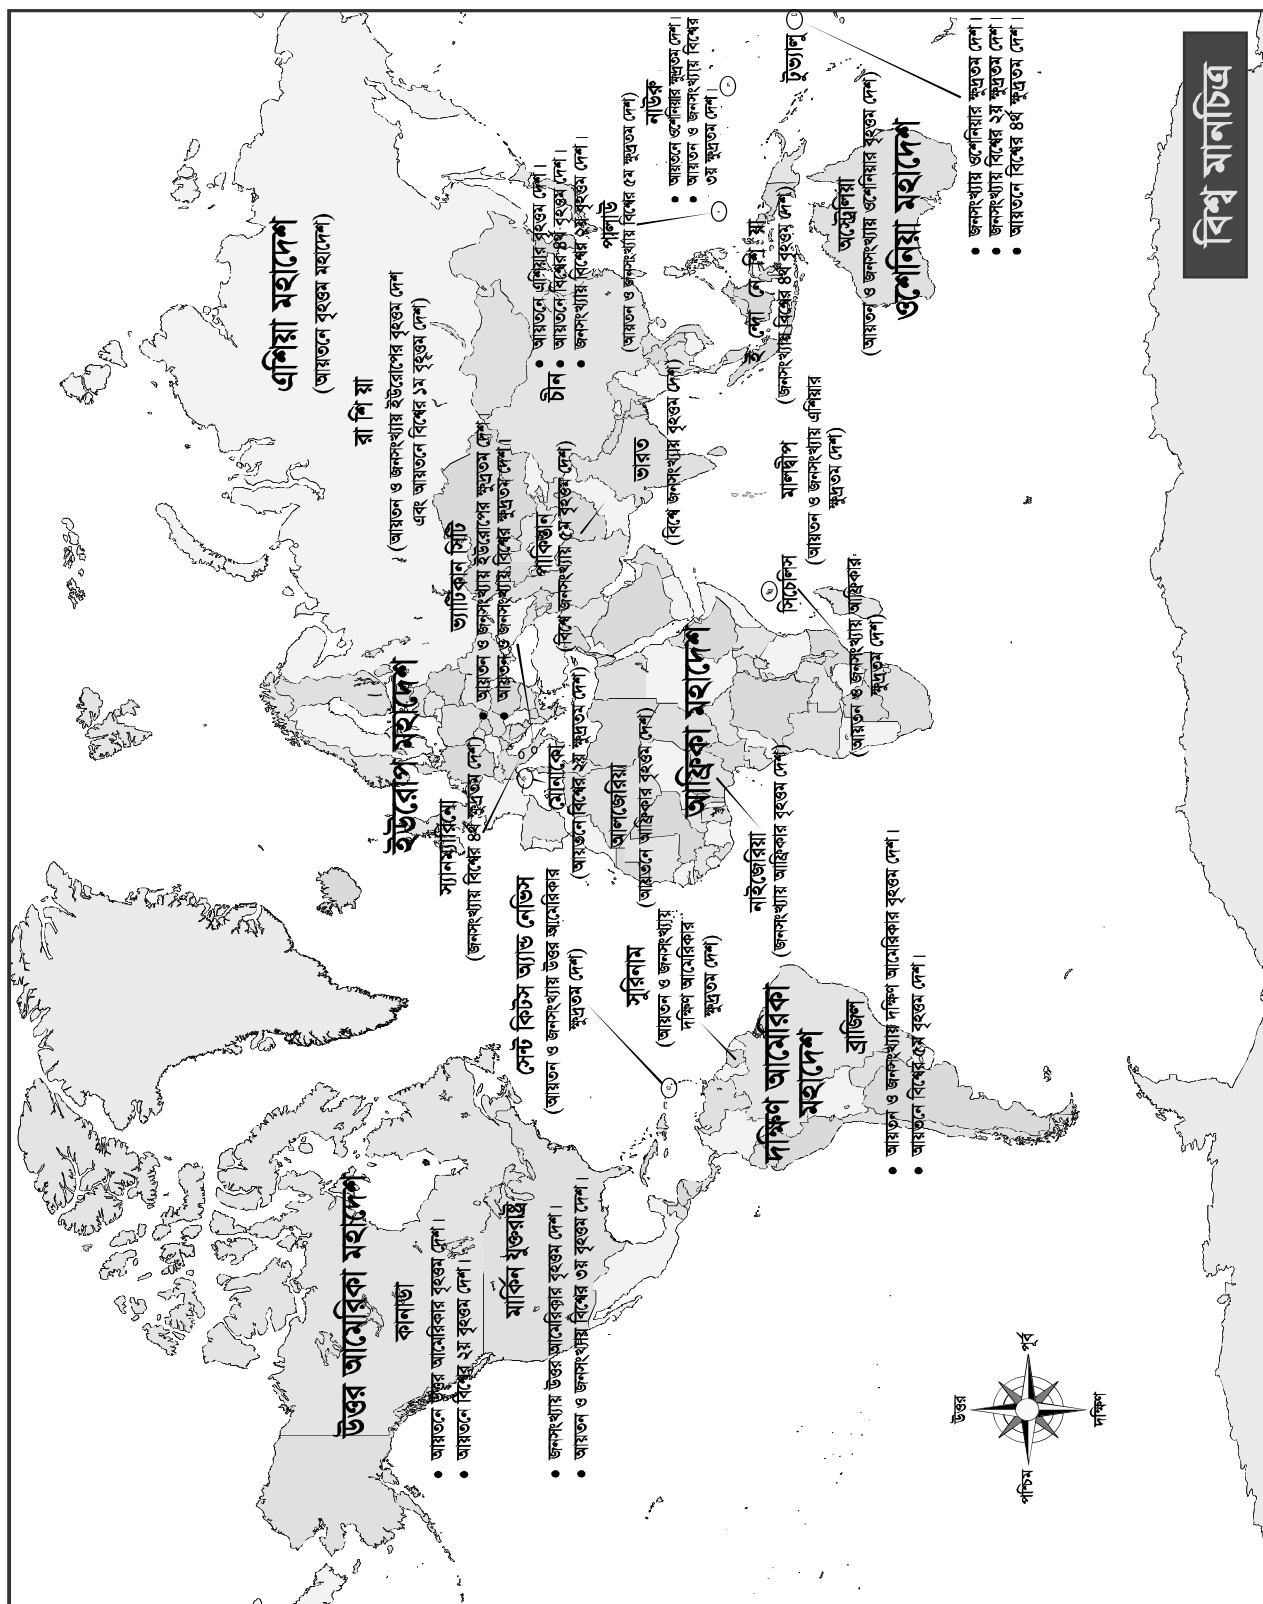 বিশ্ব মানচিত্র
এশিয়া মহাদেশ
(আয়তনে বৃহত্তম মহাদেশ)
রা শি য়া
(আয়তন ও জনসংখ্যায় ইউরোপের বৃহত্তম দেশ
এবং আয়তনে বিশ্বের ১ম বৃহত্তম দেশ)
ইউরোপ মহাদেশ
ভ্যাটিকান সিটি
● আয়তন ও জনসংখ্যায় ইউরোপের ক্ষুদ্রতম দেশ।
● আয়তন ও জনসংখ্যায় বিশ্বের ক্ষুদ্রতম দেশ।
স্যানম্যারিনো
(জনসংখ্যায় বিশ্বের ৪র্থ ক্ষুদ্রতম দেশ)
মোনাকো
(আয়তনে বিশ্বের ২য় ক্ষুদ্রতম দেশ)
উত্তর আমেরিকা মহাদেশ
কানাডা
● আয়তনে উত্তর আমেরিকার বৃহত্তম দেশ।
● আয়তনে বিশ্বের ২য় বৃহত্তম দেশ।
মার্কিন যুক্তরাষ্ট্র
● জনসংখ্যায় উত্তর আমেরিকার বৃহত্তম দেশ।
● আয়তন ও জনসংখ্যায় বিশ্বের ৩য় বৃহত্তম দেশ।
সেন্ট কিটস অ্যান্ড নেভিস
(আয়তন ও জনসংখ্যায় উত্তর আমেরিকার
ক্ষুদ্রতম দেশ)
সুরিনাম
(আয়তন ও জনসংখ্যায়
দক্ষিণ আমেরিকার
ক্ষুদ্রতম দেশ)
দক্ষিণ আমেরিকা
মহাদেশ
ব্রাজিল
● আয়তন ও জনসংখ্যায় দক্ষিণ আমেরিকার বৃহত্তম দেশ।
● আয়তনে বিশ্বের ৫ম বৃহত্তম দেশ।
আলজেরিয়া
(আয়তনে আফ্রিকার বৃহত্তম দেশ)
আফ্রিকা মহাদেশ
নাইজেরিয়া
(জনসংখ্যায় আফ্রিকার বৃহত্তম দেশ)
সিচেলিস
(আয়তন ও জনসংখ্যায় আফ্রিকার
ক্ষুদ্রতম দেশ)
পাকিস্তান
(বিশ্বে জনসংখ্যায় ৫ম বৃহত্তম দেশ)
চীন
● আয়তনে এশিয়ার বৃহত্তম দেশ।
● আয়তনে বিশ্বের ৪র্থ বৃহত্তম দেশ।
● জনসংখ্যায় বিশ্বের ২য় বৃহত্তম দেশ।
ভারত
(বিশ্বে জনসংখ্যায় বৃহত্তম দেশ)
মালদ্বীপ
(আয়তন ও জনসংখ্যায় এশিয়ার
ক্ষুদ্রতম দেশ)
পালাউ
(আয়তন ও জনসংখ্যায় বিশ্বের ৫ম ক্ষুদ্রতম দেশ)
নাউরু
● আয়তনে ওশেনিয়ার ক্ষুদ্রতম দেশ।
● আয়তন ও জনসংখ্যায় বিশ্বের
৩য় ক্ষুদ্রতম দেশ।
ই ন্দো নে শি য়া
(জনসংখ্যায় বিশ্বের ৪র্থ বৃহত্তম দেশ)
টুভ্যালু
● জনসংখ্যায় ওশেনিয়ার ক্ষুদ্রতম দেশ।
● জনসংখ্যায় বিশ্বের ২য় ক্ষুদ্রতম দেশ।
● আয়তনে বিশ্বের ৪র্থ ক্ষুদ্রতম দেশ।
অস্ট্রেলিয়া
(আয়তন ও জনসংখ্যায় ওশেনিয়ার বৃহত্তম দেশ)
ওশেনিয়া মহাদেশ
উত্তর
পশ্চিম
পূর্ব
দক্ষিণ